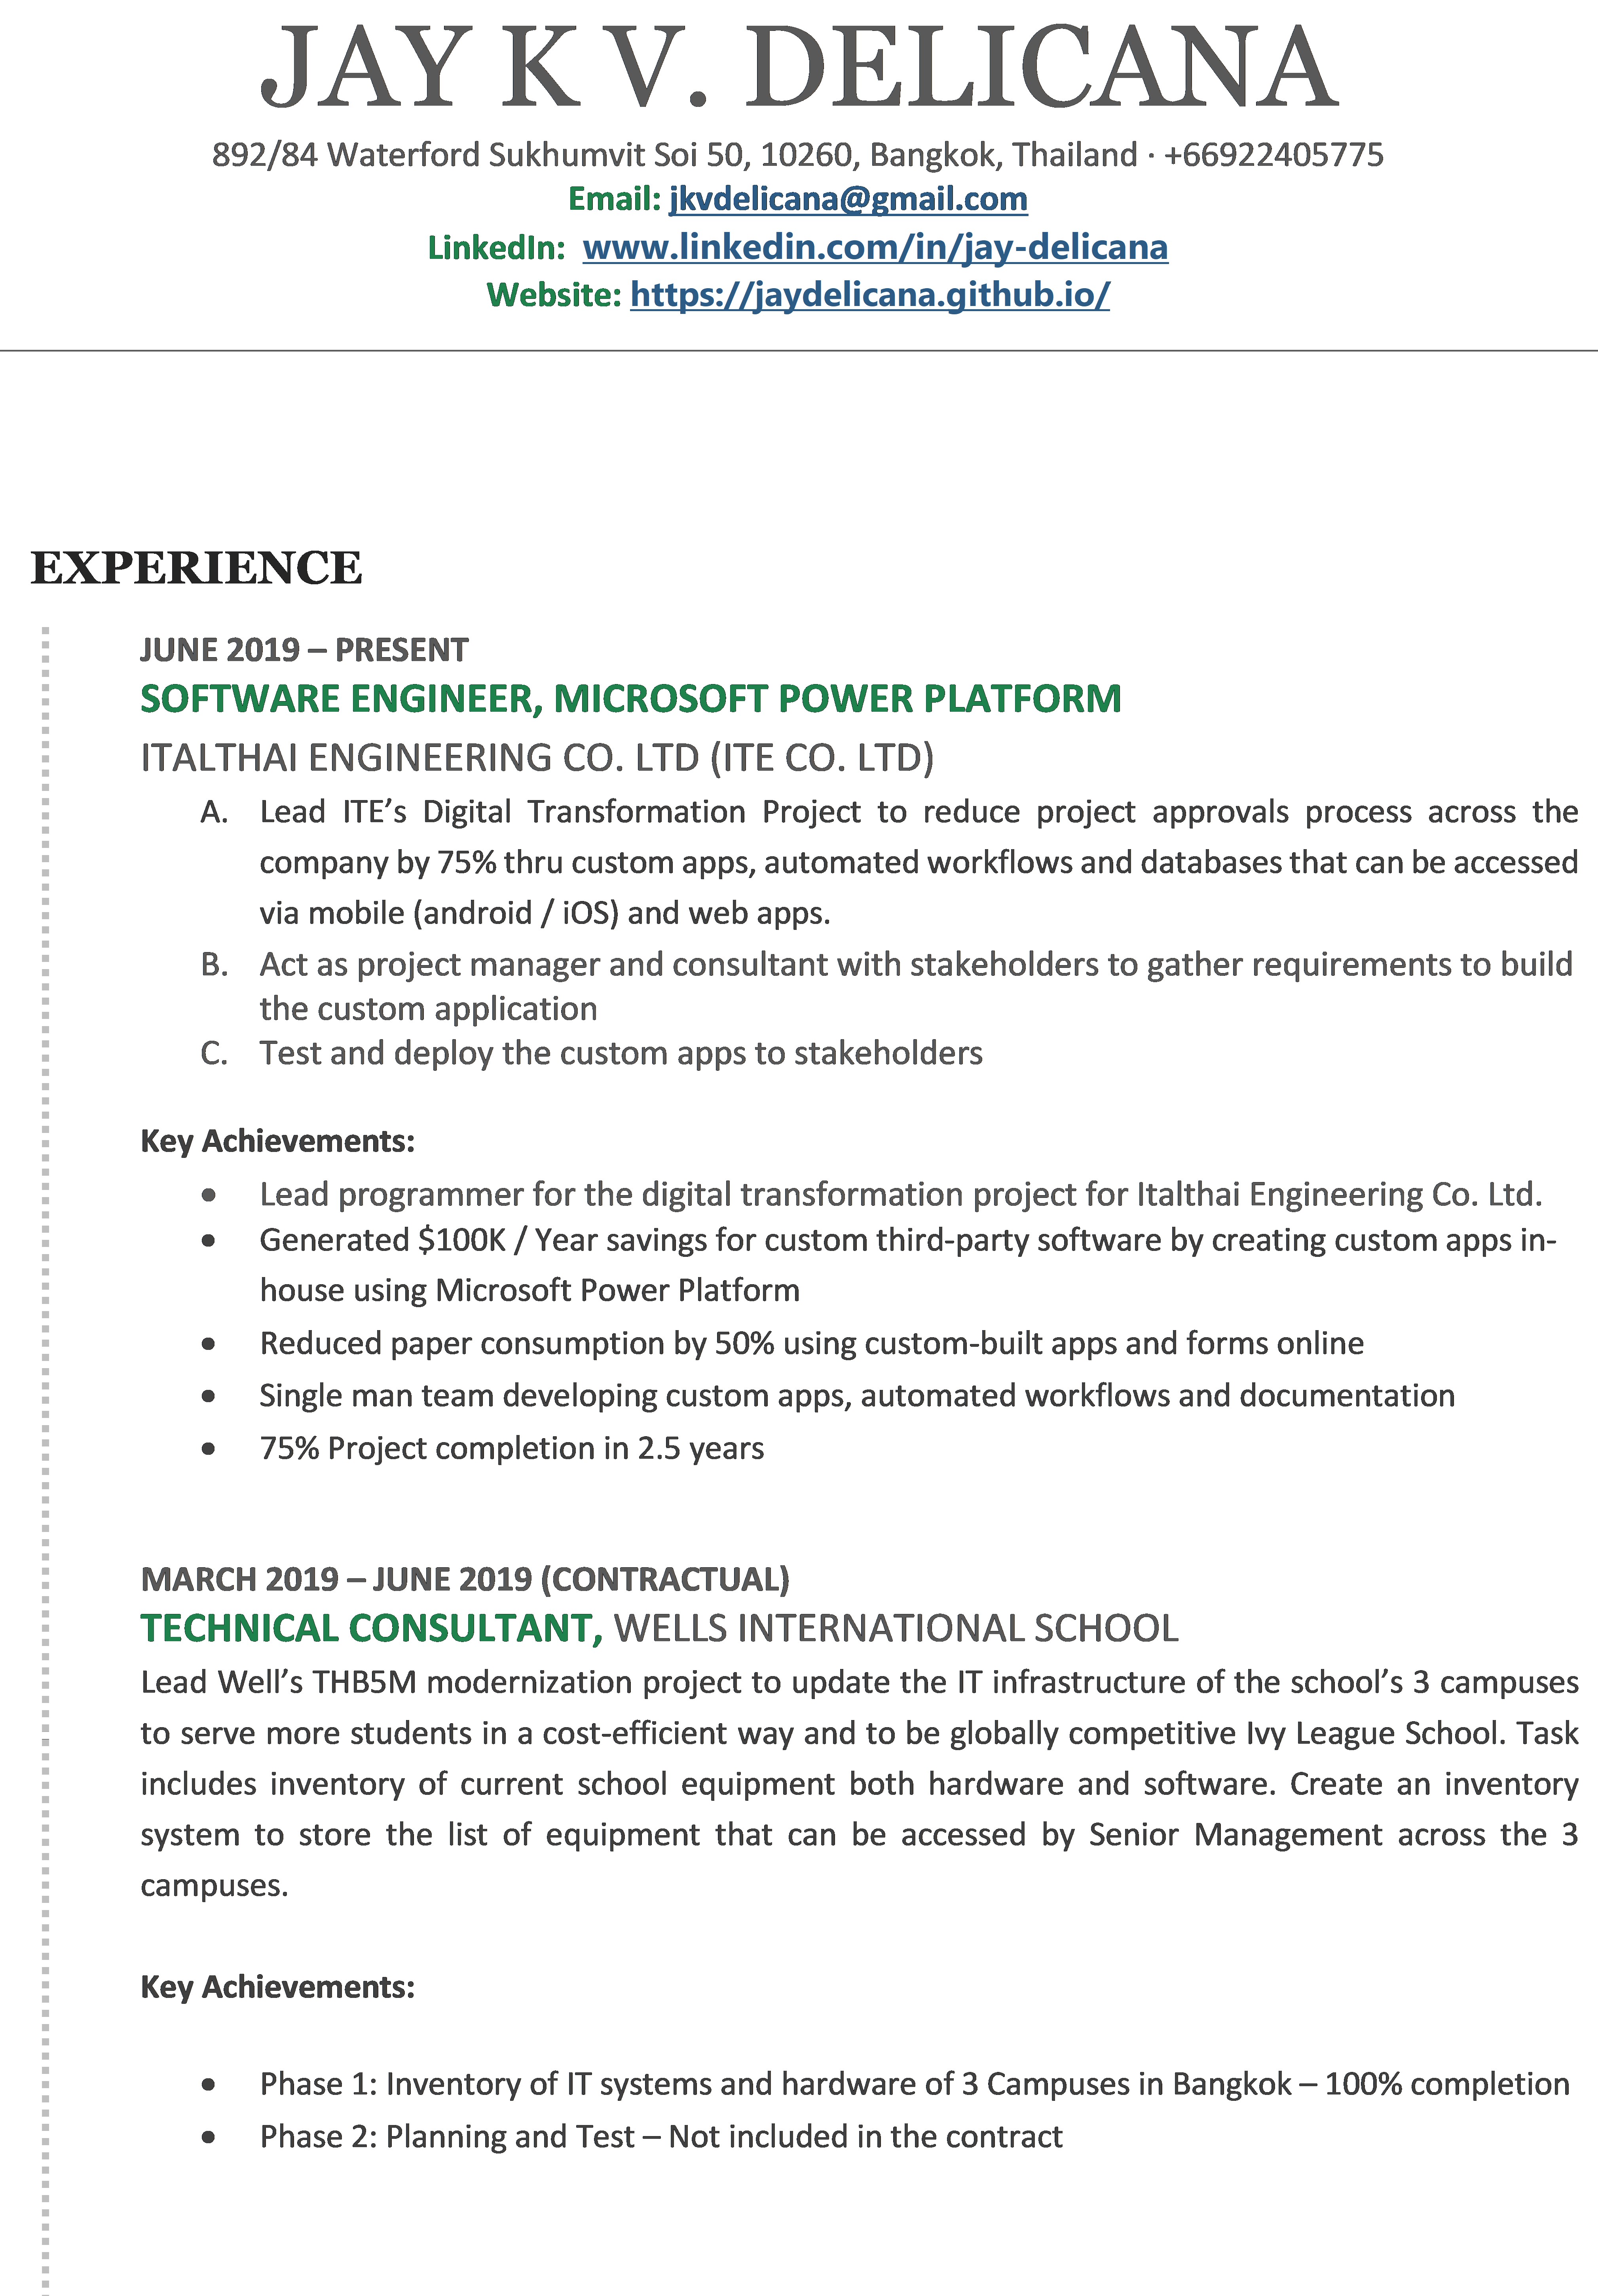 JAY K V. DELICANA
892/84 Waterford Sukhumvit Soi 50, 10260, Bangkok, Thailand · +66922405775
Email: jkvdelicana@gmail.com
LinkedIn: www.linkedin.com/in/jay-delicana
Website: https://jaydelicana.github.io/
EXPERIENCE
JUNE 2019 – PRESENT
SOFTWARE ENGINEER, MICROSOFT POWER PLATFORM
ITALTHAI ENGINEERING CO. LTD (ITE CO. LTD)
A. Lead ITE’s Digital Transformation Project to reduce project approvals process across the
company by 75% thru custom apps, automated workflows and databases that can be accessed
via mobile (android / iOS) and web apps.
B. Act as project manager and consultant with stakeholders to gather requirements to build
the custom application
C. Test and deploy the custom apps to stakeholders
Key Achievements:
• Lead programmer for the digital transformation project for Italthai Engineering Co. Ltd.
• Generated $100K / Year savings for custom third-party software by creating custom apps in-
house using Microsoft Power Platform
• Reduced paper consumption by 50% using custom-built apps and forms online
• Single man team developing custom apps, automated workflows and documentation
• 75% Project completion in 2.5 years
MARCH 2019 – JUNE 2019 (CONTRACTUAL)
TECHNICAL CONSULTANT, WELLS INTERNATIONAL SCHOOL
Lead Well’s THB5M modernization project to update the IT infrastructure of the school’s 3 campuses
to serve more students in a cost-efficient way and to be globally competitive Ivy League School. Task
includes inventory of current school equipment both hardware and software. Create an inventory
system to store the list of equipment that can be accessed by Senior Management across the 3
campuses.
Key Achievements:
• Phase 1: Inventory of IT systems and hardware of 3 Campuses in Bangkok – 100% completion
• Phase 2: Planning and Test – Not included in the contract